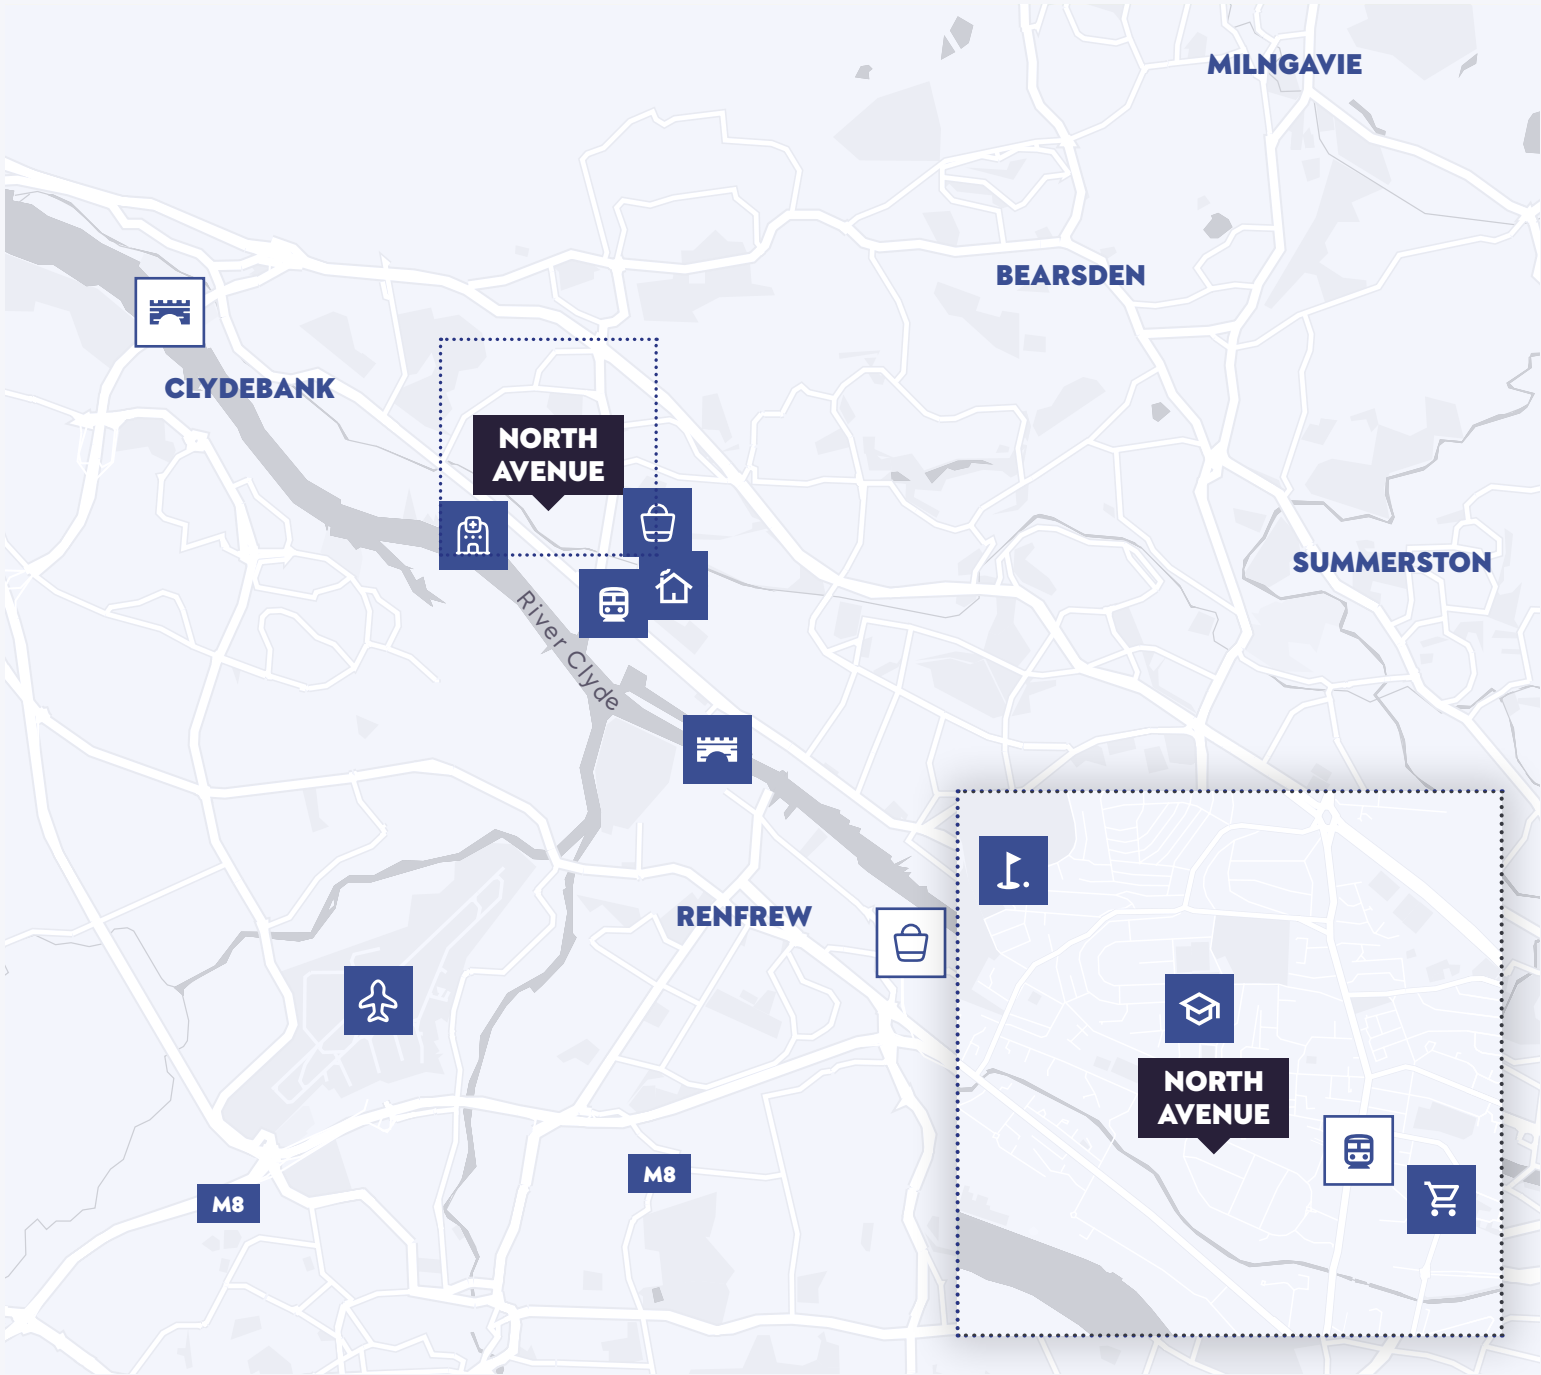 MILNGAVIE
BEARSDEN
CLYDEBANK
NORTH
AVENUE
SUMMERSTON
River Clyde
RENFREW
NORTH
AVENUE
M8
M8